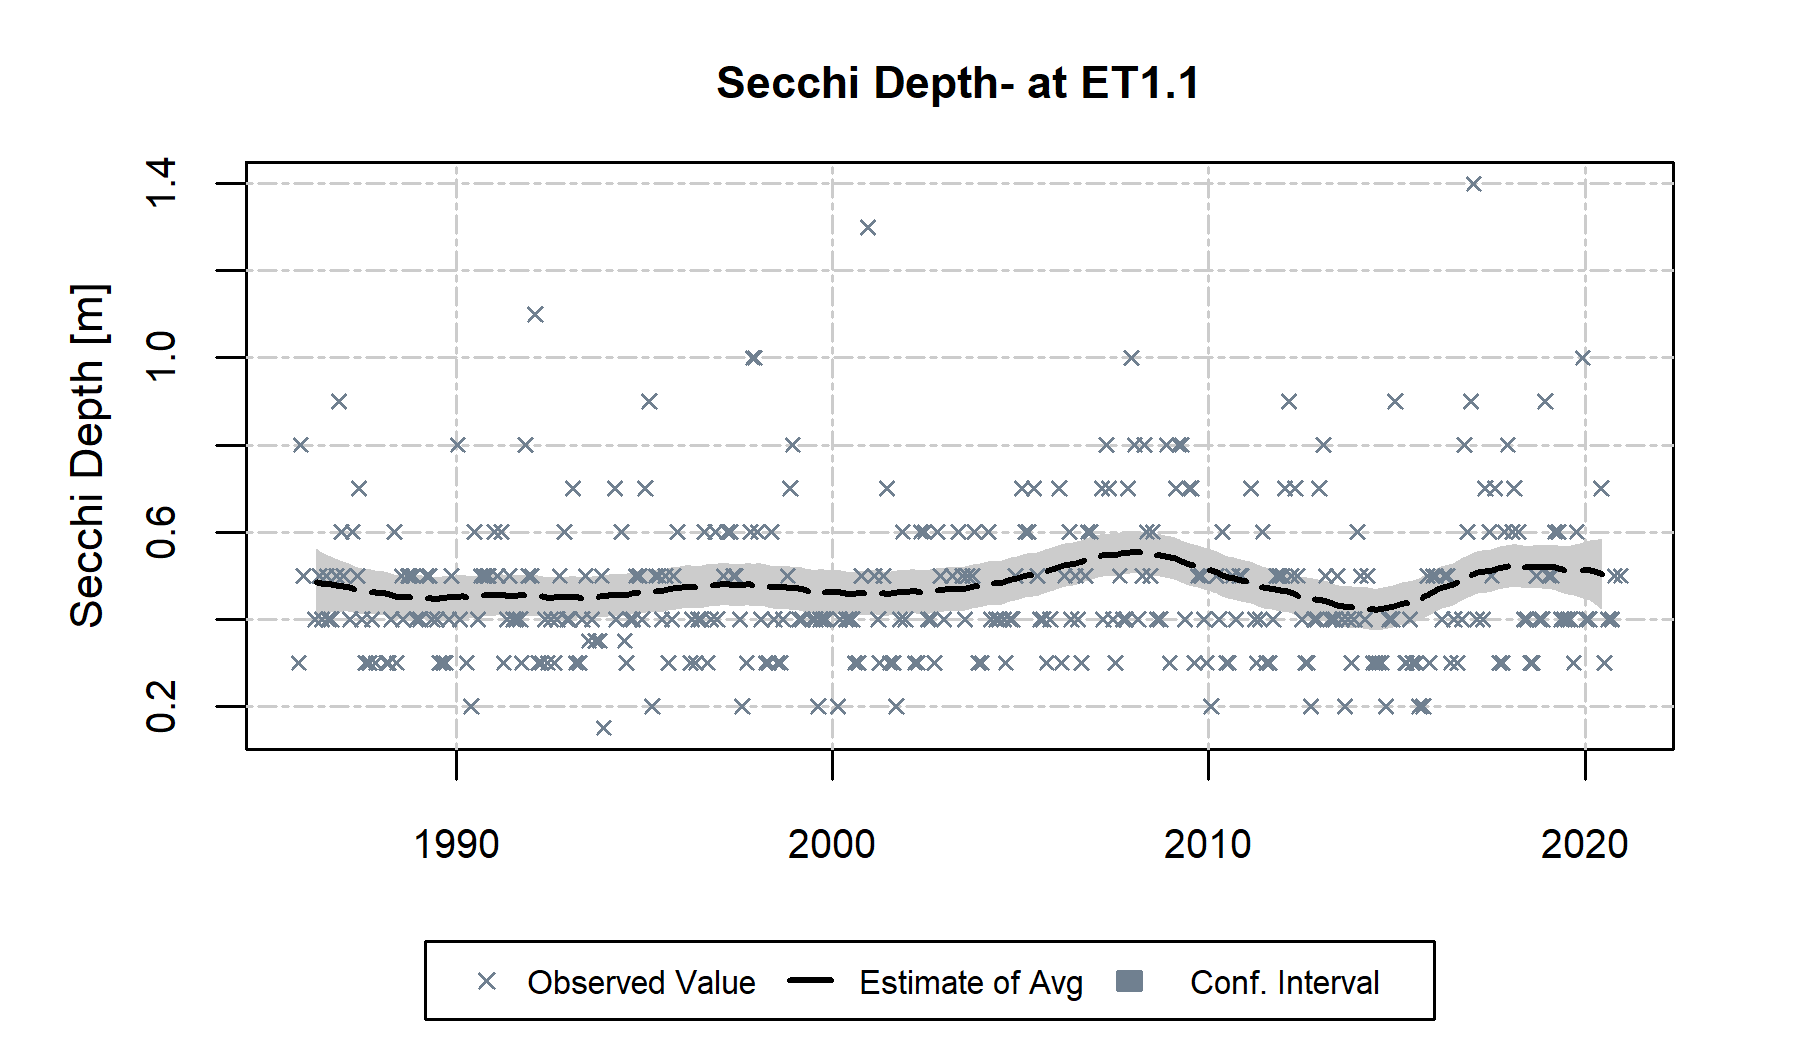 Secchi Depth- at ET1.1
Secchi Depth [m]
1.4
1.0
0.6
0.2
1990 2000 2010 2020
Observed Value Estimate of Avg Conf. Interval